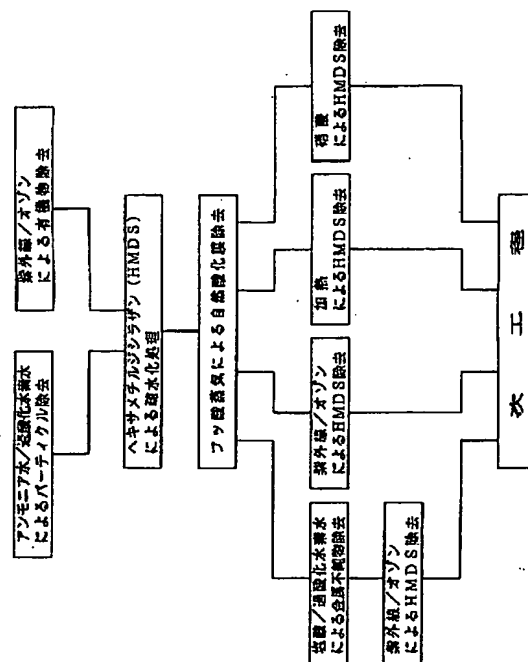 アンモニア水/過酸化水素水
によるパーティクル除去
紫外線/オゾン
による有機物除去
ヘキサメチルジシラザン(HMDS)
による疎水化処理
フッ酸蒸気による自然酸化膜除去
塩酸/過酸化水素水
による金属不純物除去
紫外線/オゾン
によるHMDS除去
加熱
によるHMDS除去
硝酸
によるHMDS除去
紫外線/オゾン
によるHMDS除去
次工程